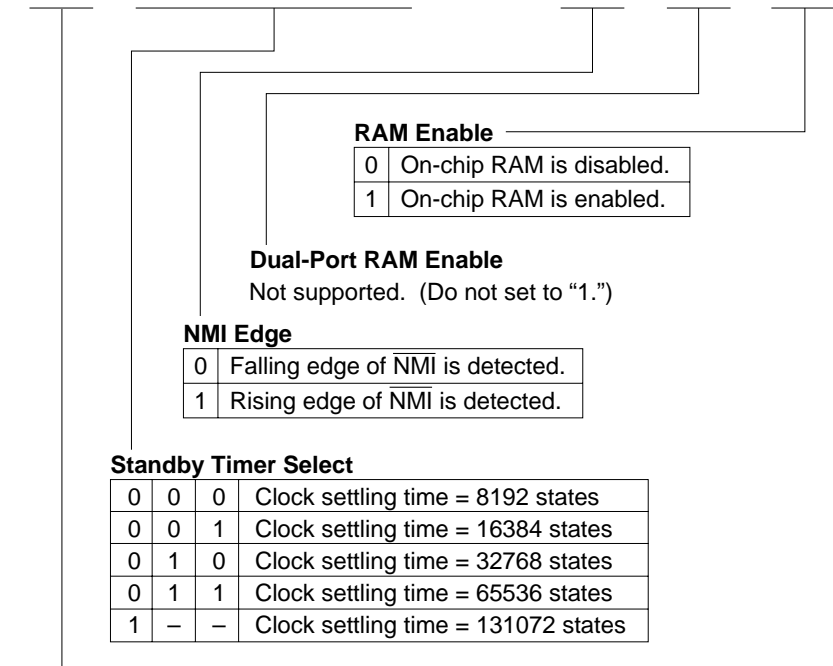 RAM Enable
0 On-chip RAM is disabled.
1 On-chip RAM is enabled.
Dual-Port RAM Enable
Not supported. (Do not set to “1.”)
NMI Edge
0 Falling edge of N̅M̅I̅ is detected.
1 Rising edge of N̅M̅I̅ is detected.
Standby Timer Select
0 0 0 Clock settling time = 8192 states
0 0 1 Clock settling time = 16384 states
0 1 0 Clock settling time = 32768 states
0 1 1 Clock settling time = 65536 states
1 – – Clock settling time = 131072 states